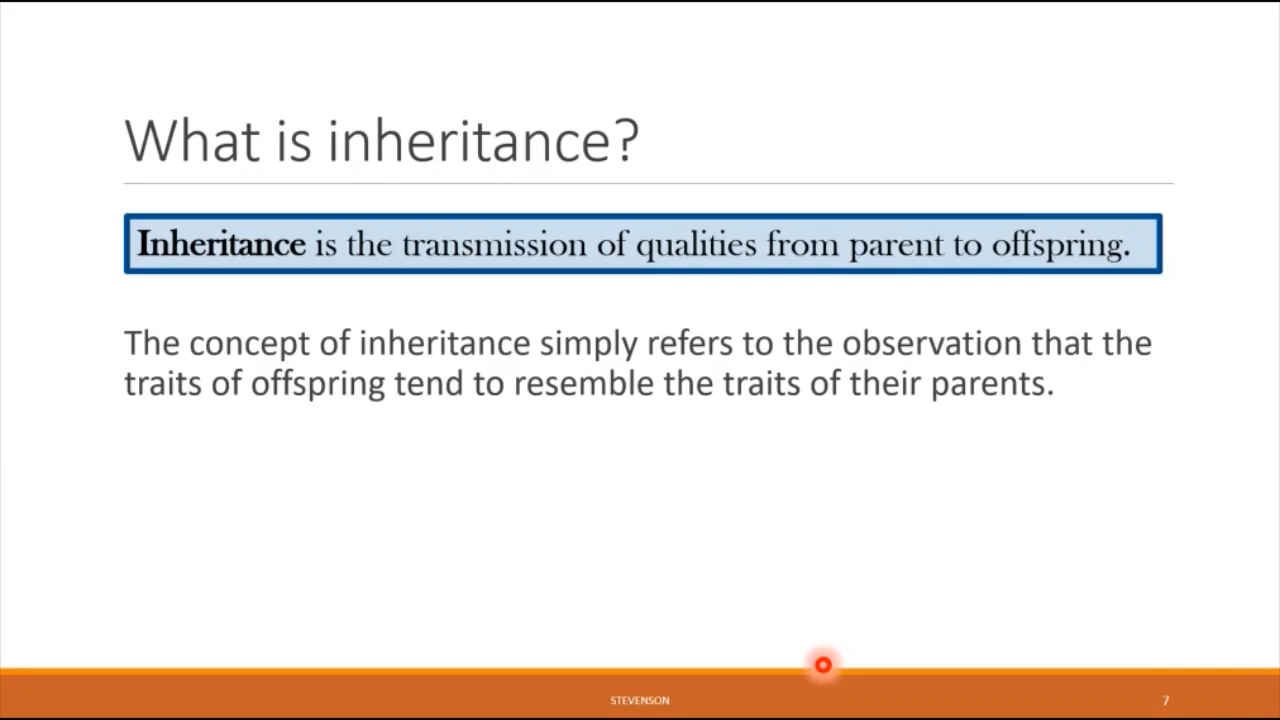 What is inheritance?
Inheritance is the transmission of qualities from parent to offspring.
The concept of inheritance simply refers to the observation that the
traits of offspring tend to resemble the traits of their parents.
STEVENSON
7